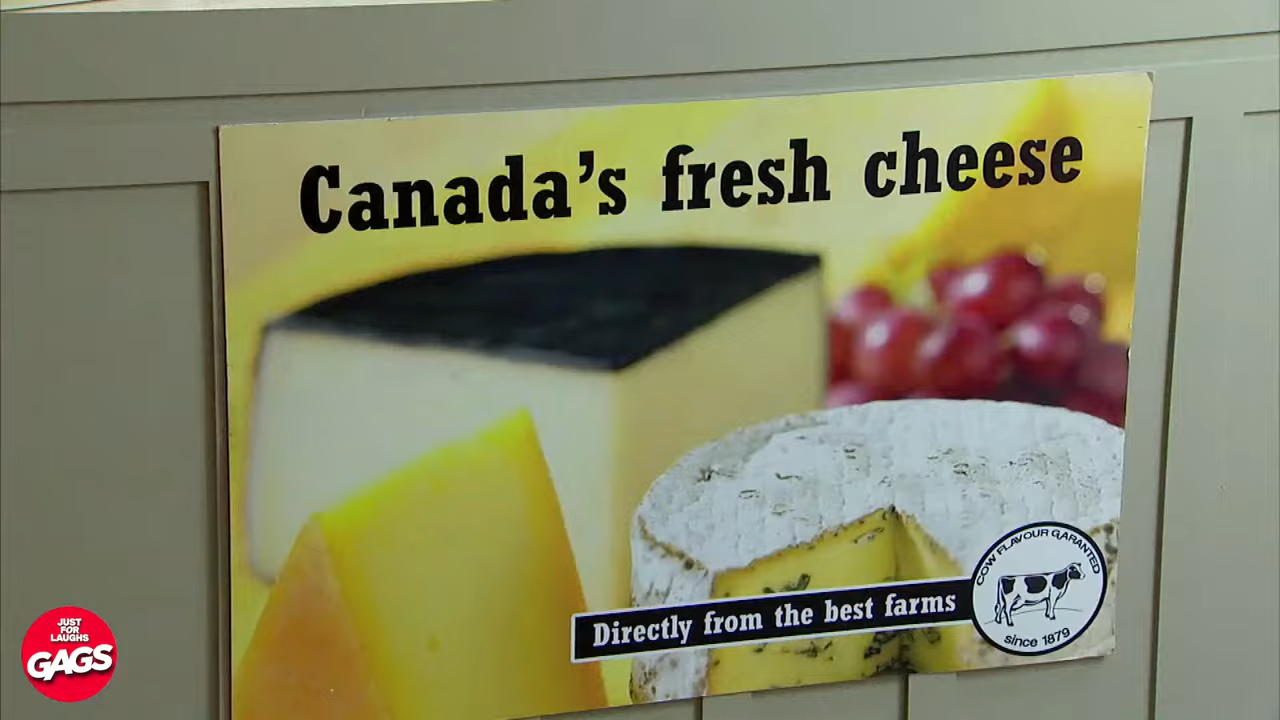 Canada's fresh cheese
Directly from the best farms
COW FLAVOUR GARANTED
since 1879
JUST
FOR
LAUGHS
GAGS